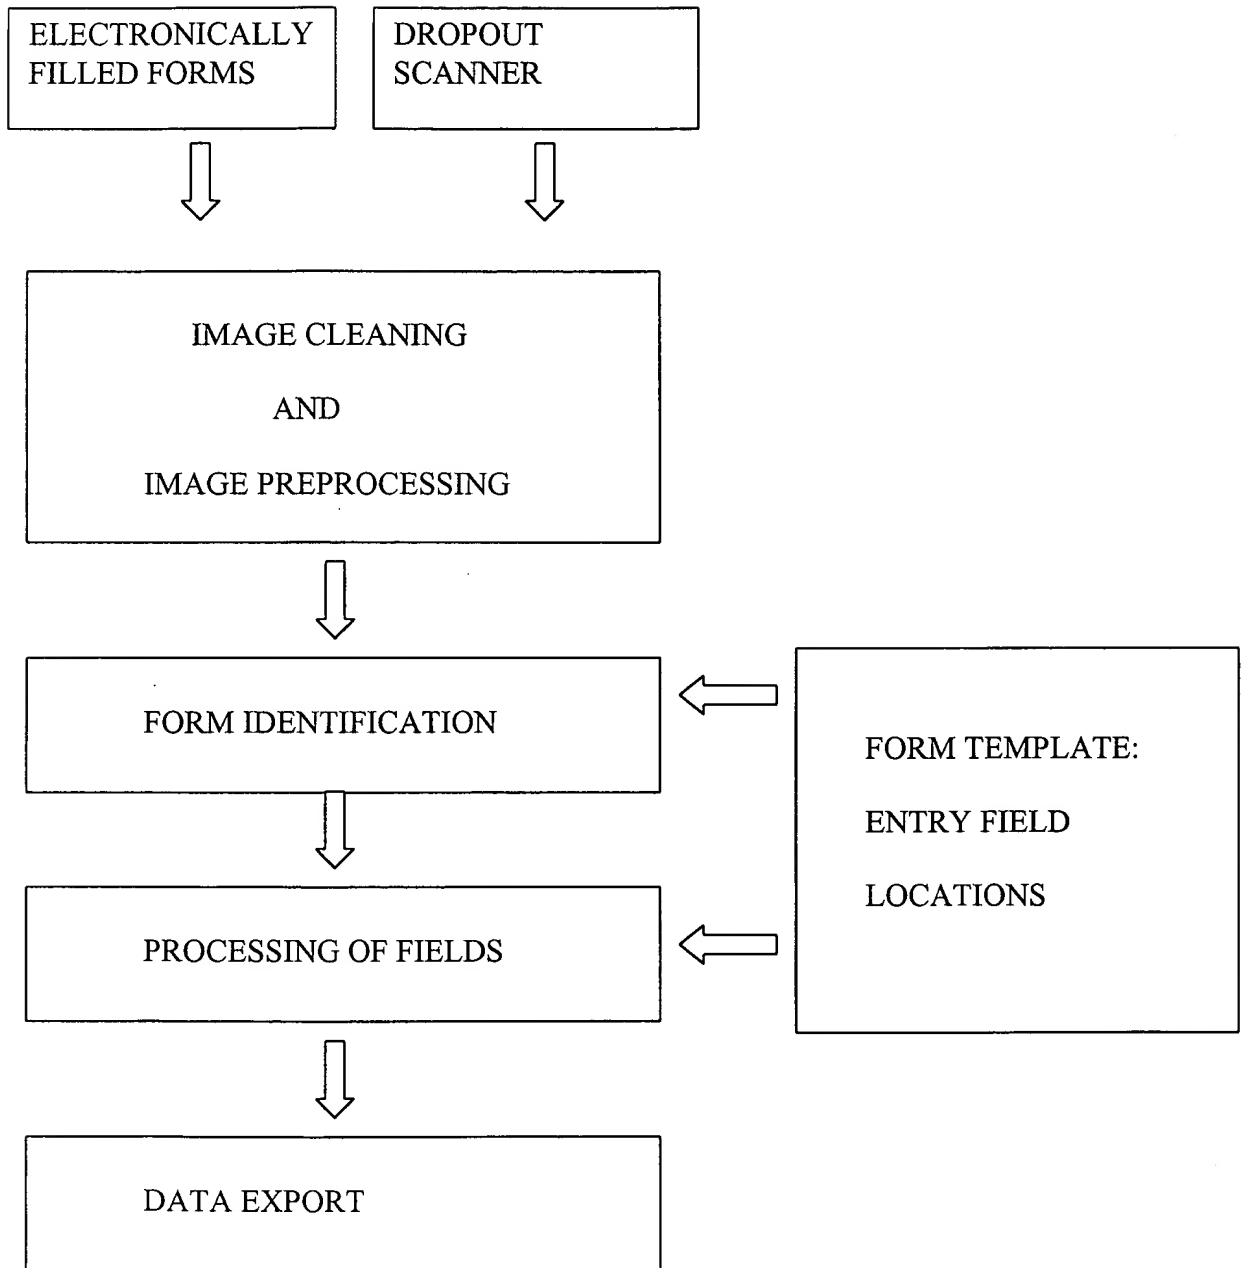 ELECTRONICALLY
FILLED FORMS
DROPOUT
SCANNER
IMAGE CLEANING
AND
IMAGE PREPROCESSING
FORM IDENTIFICATION
FORM TEMPLATE:
ENTRY FIELD
LOCATIONS
PROCESSING OF FIELDS
DATA EXPORT